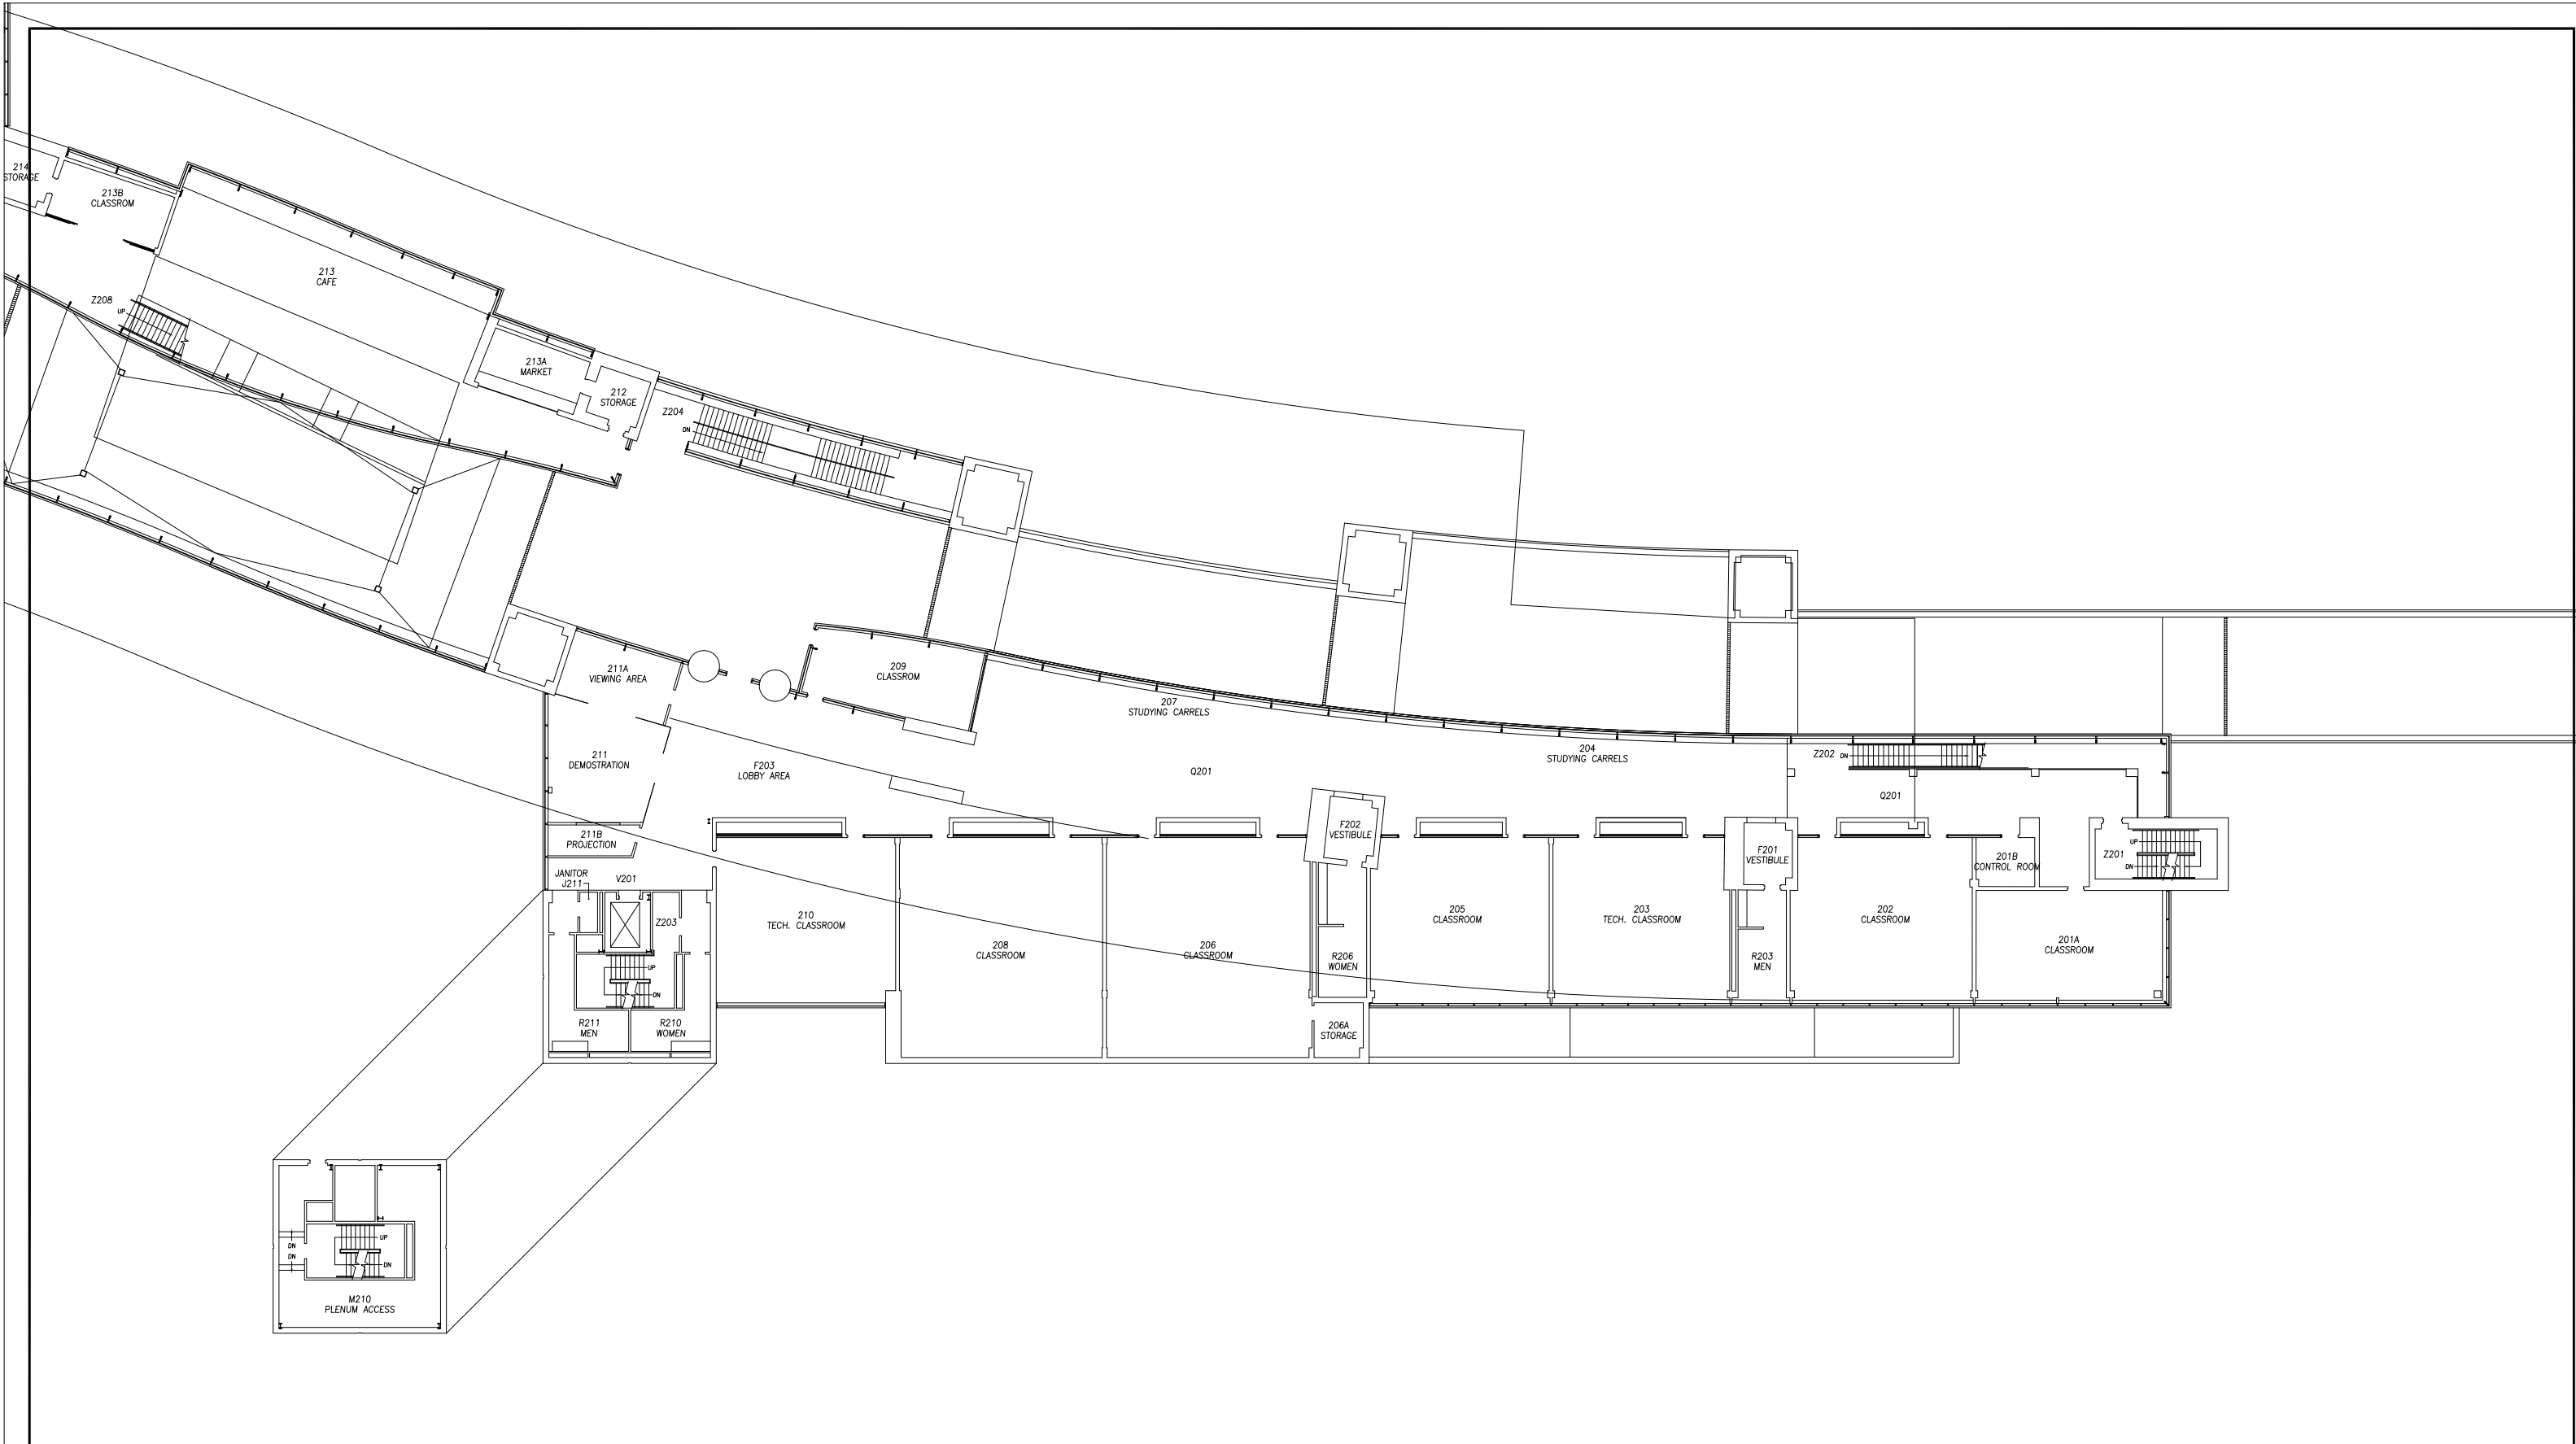 214
STORAGE
213B
CLASSROM
213
CAFE
Z208
UP
213A
MARKET
212
STORAGE
Z204
DN
211A
VIEWING AREA
209
CLASSROM
207
STUDYING CARRELS
204
STUDYING CARRELS
Z202
DN
211
DEMOSTRATION
F203
LOBBY AREA
Q201
Q201
211B
PROJECTION
F202
VESTIBULE
F201
VESTIBULE
201B
CONTROL ROOM
Z201
UP
DN
JANITOR
J211
V201
Z203
210
TECH. CLASSROOM
208
CLASSROOM
206
CLASSROOM
205
CLASSROOM
203
TECH. CLASSROOM
202
CLASSROOM
201A
CLASSROOM
R206
WOMEN
R203
MEN
UP
DN
R211
MEN
R210
WOMEN
206A
STORAGE
UP
DN
DN
DN
M210
PLENUM ACCESS